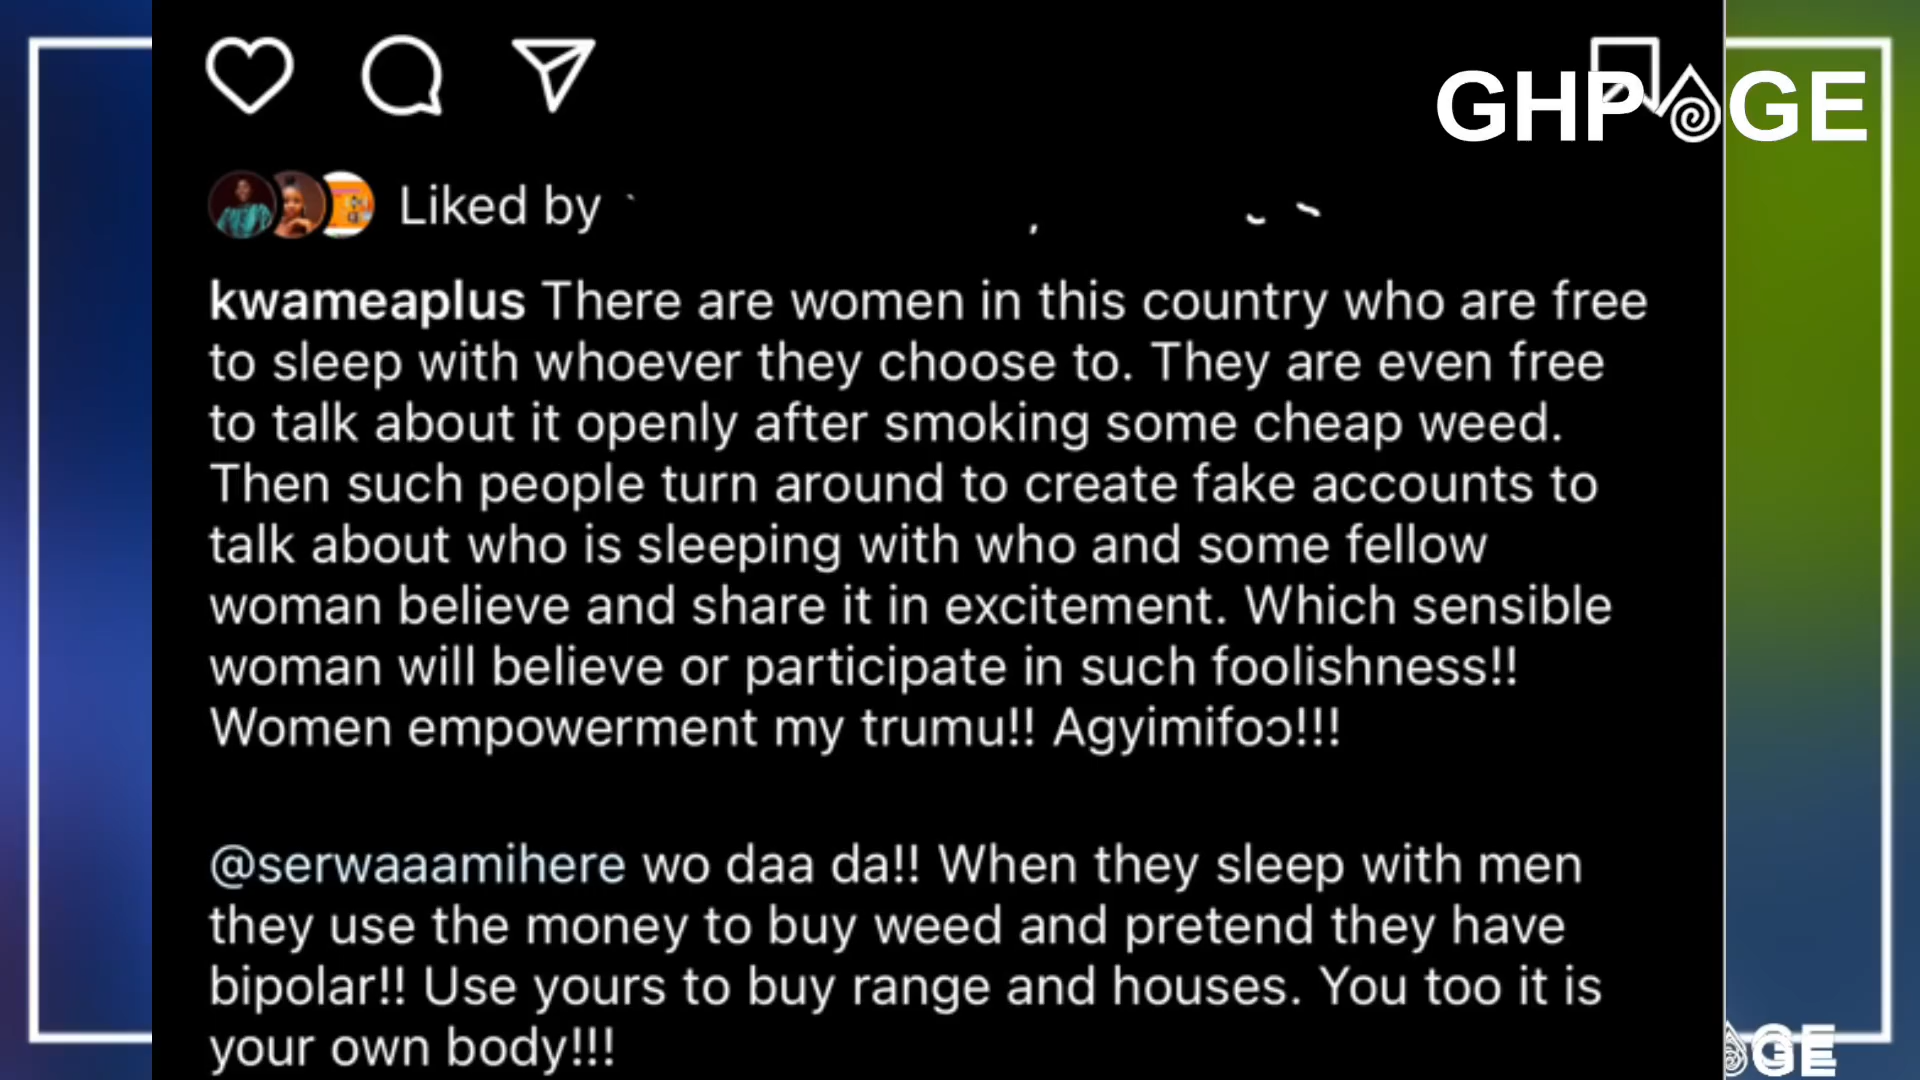 GHPAGE
Liked by
kwameaplus There are women in this country who are free
to sleep with whoever they choose to. They are even free
to talk about it openly after smoking some cheap weed.
Then such people turn around to create fake accounts to
talk about who is sleeping with who and some fellow
woman believe and share it in excitement. Which sensible
woman will believe or participate in such foolishness!!
Women empowerment my trumu!! Agyimifoɔ!!!
@serwaaamihere wo daa da!! When they sleep with men
they use the money to buy weed and pretend they have
bipolar!! Use yours to buy range and houses. You too it is
your own body!!!
GE